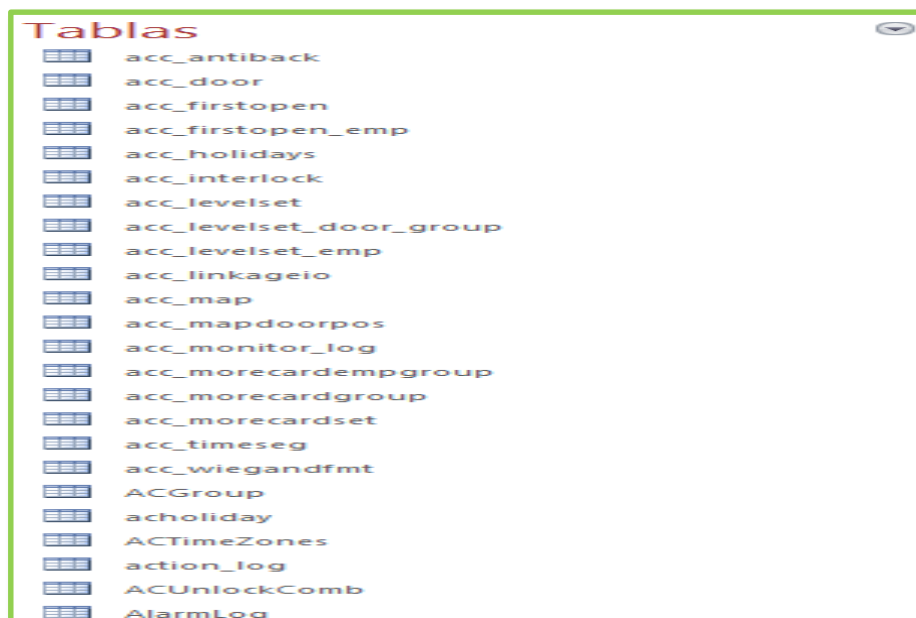 Tablas
acc_antiback
acc_door
acc_firstopen
acc_firstopen_emp
acc_holidays
acc_interlock
acc_levelset
acc_levelset_door_group
acc_levelset_emp
acc_linkageio
acc_map
acc_mapdoorpos
acc_monitor_log
acc_morecardempgroup
acc_morecardgroup
acc_morecardset
acc_timeseg
acc_wiegandfmt
ACGroup
acholiday
ACTimeZones
action_log
ACUnlockComb
AlarmLog